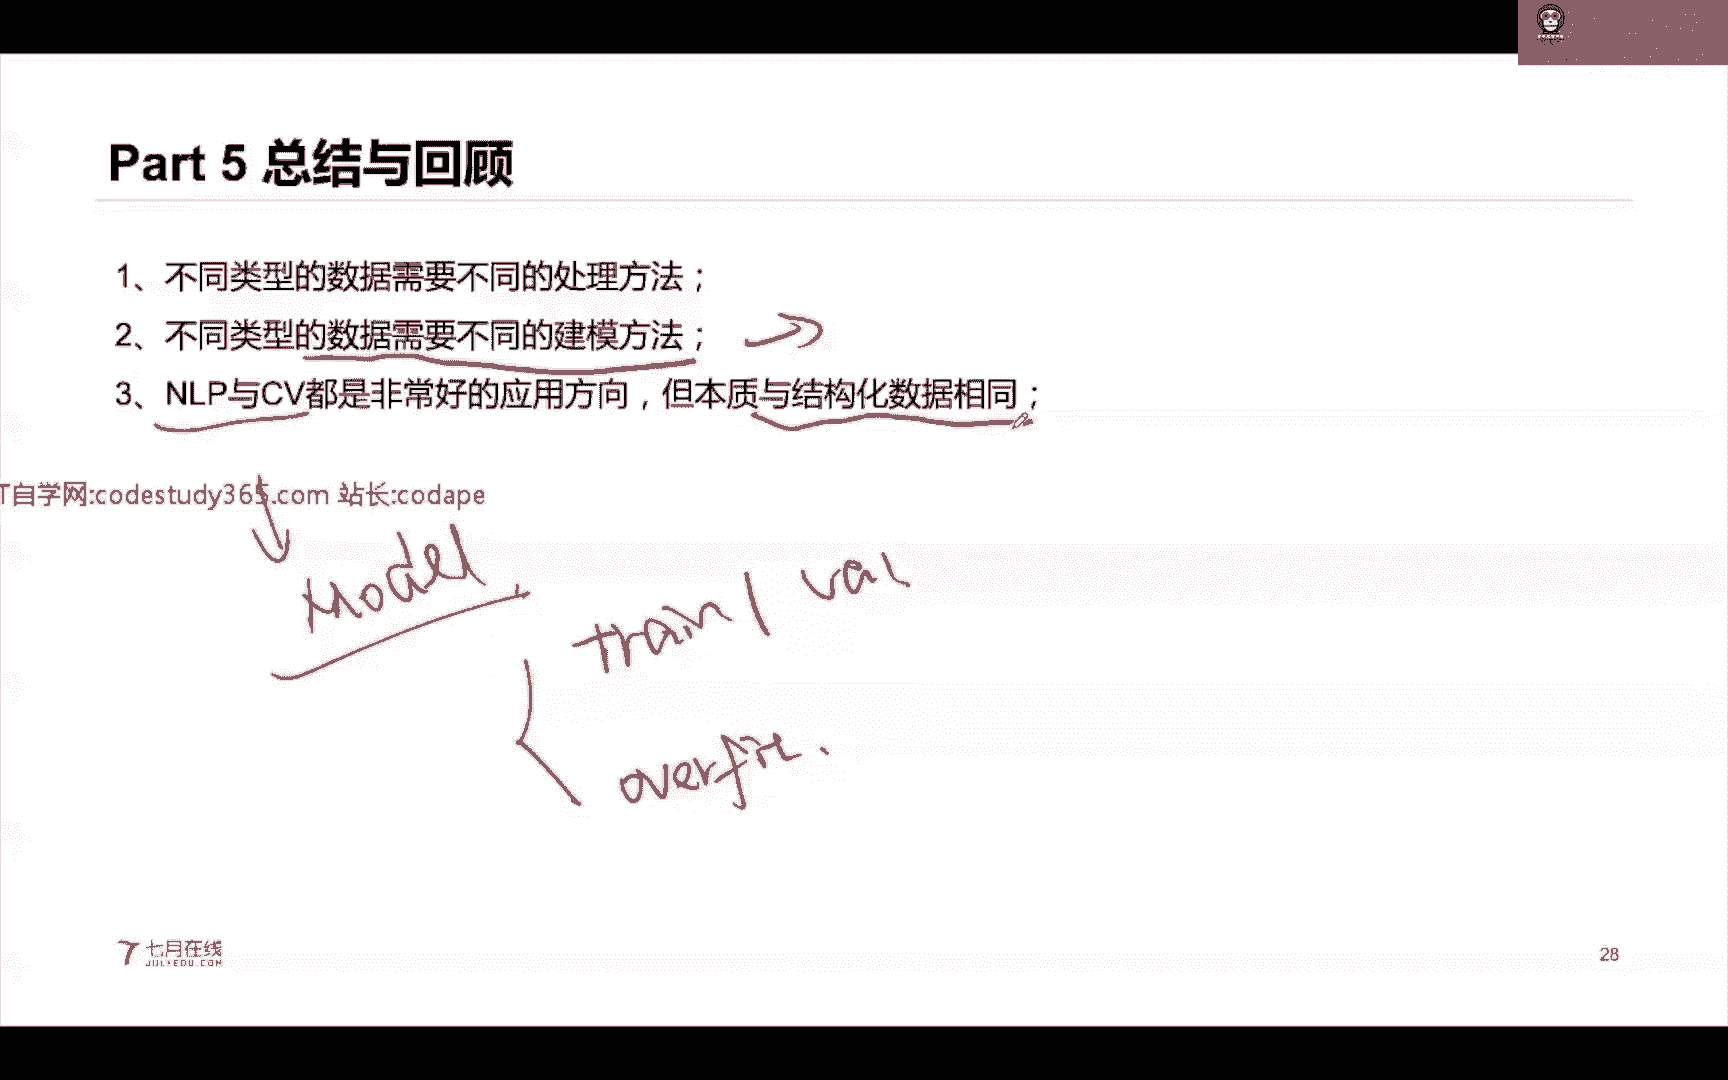 Part 5 总结与回顾
1、不同类型的数据需要不同的处理方法；
2、不同类型的数据需要不同的建模方法；
3、NLP与CV都是非常好的应用方向，但本质与结构化数据相同；
IT自学网:codestudy365.com 站长:codape
Model
train / val
overfit.
七月在线
JULYEDU.COM
28